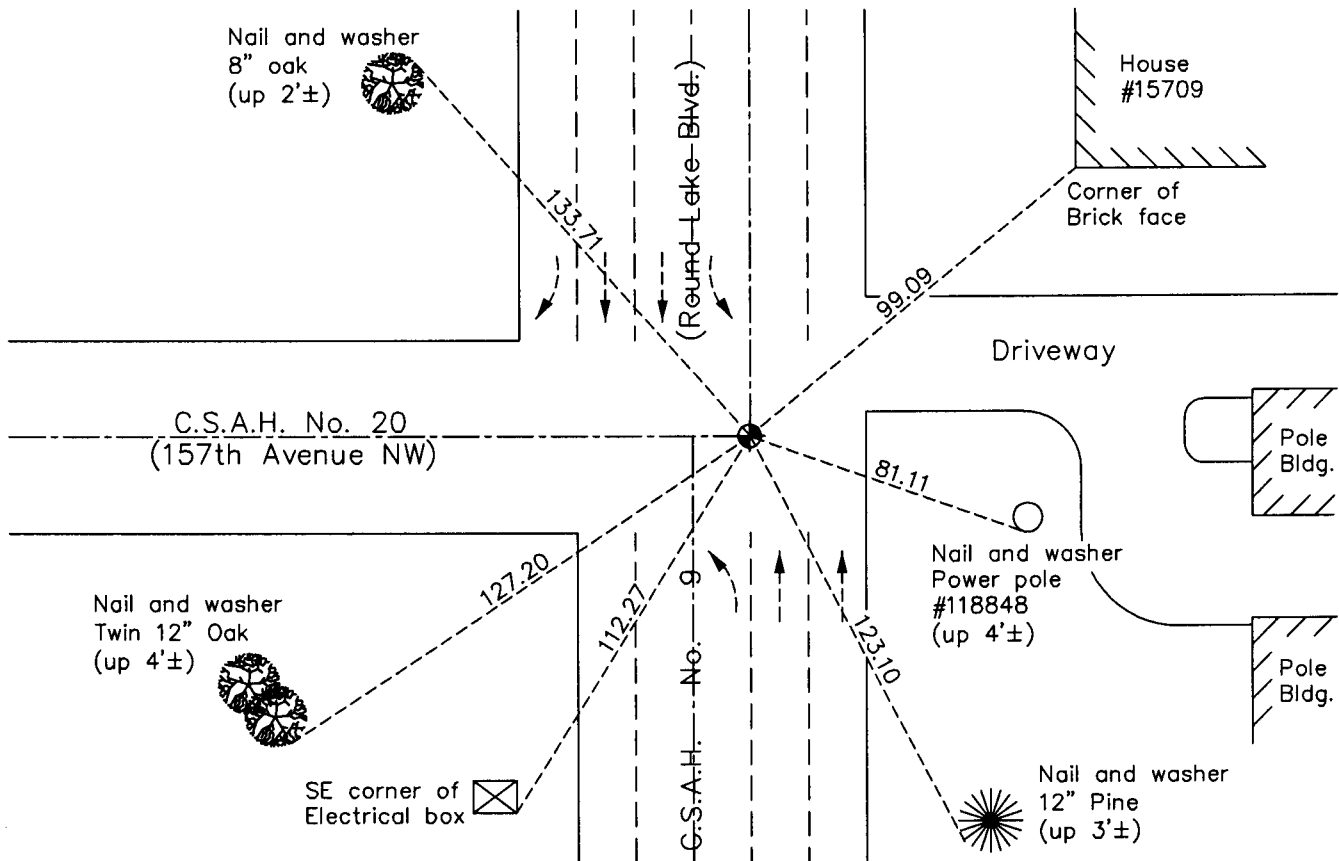 Nail and washer
8" oak
(up 2'±)
(Round Lake Blvd.)
House
#15709
Corner of
Brick face
133.71
99.09
Driveway
C.S.A.H. No. 20
(157th Avenue NW)
Pole
Bldg.
81.11
Nail and washer
Power pole
#118848
(up 4'±)
127.20
112.27
C.S.A.H. No. 9
123.10
Nail and washer
Twin 12" Oak
(up 4'±)
Pole
Bldg.
SE corner of
Electrical box
Nail and washer
12" Pine
(up 3'±)